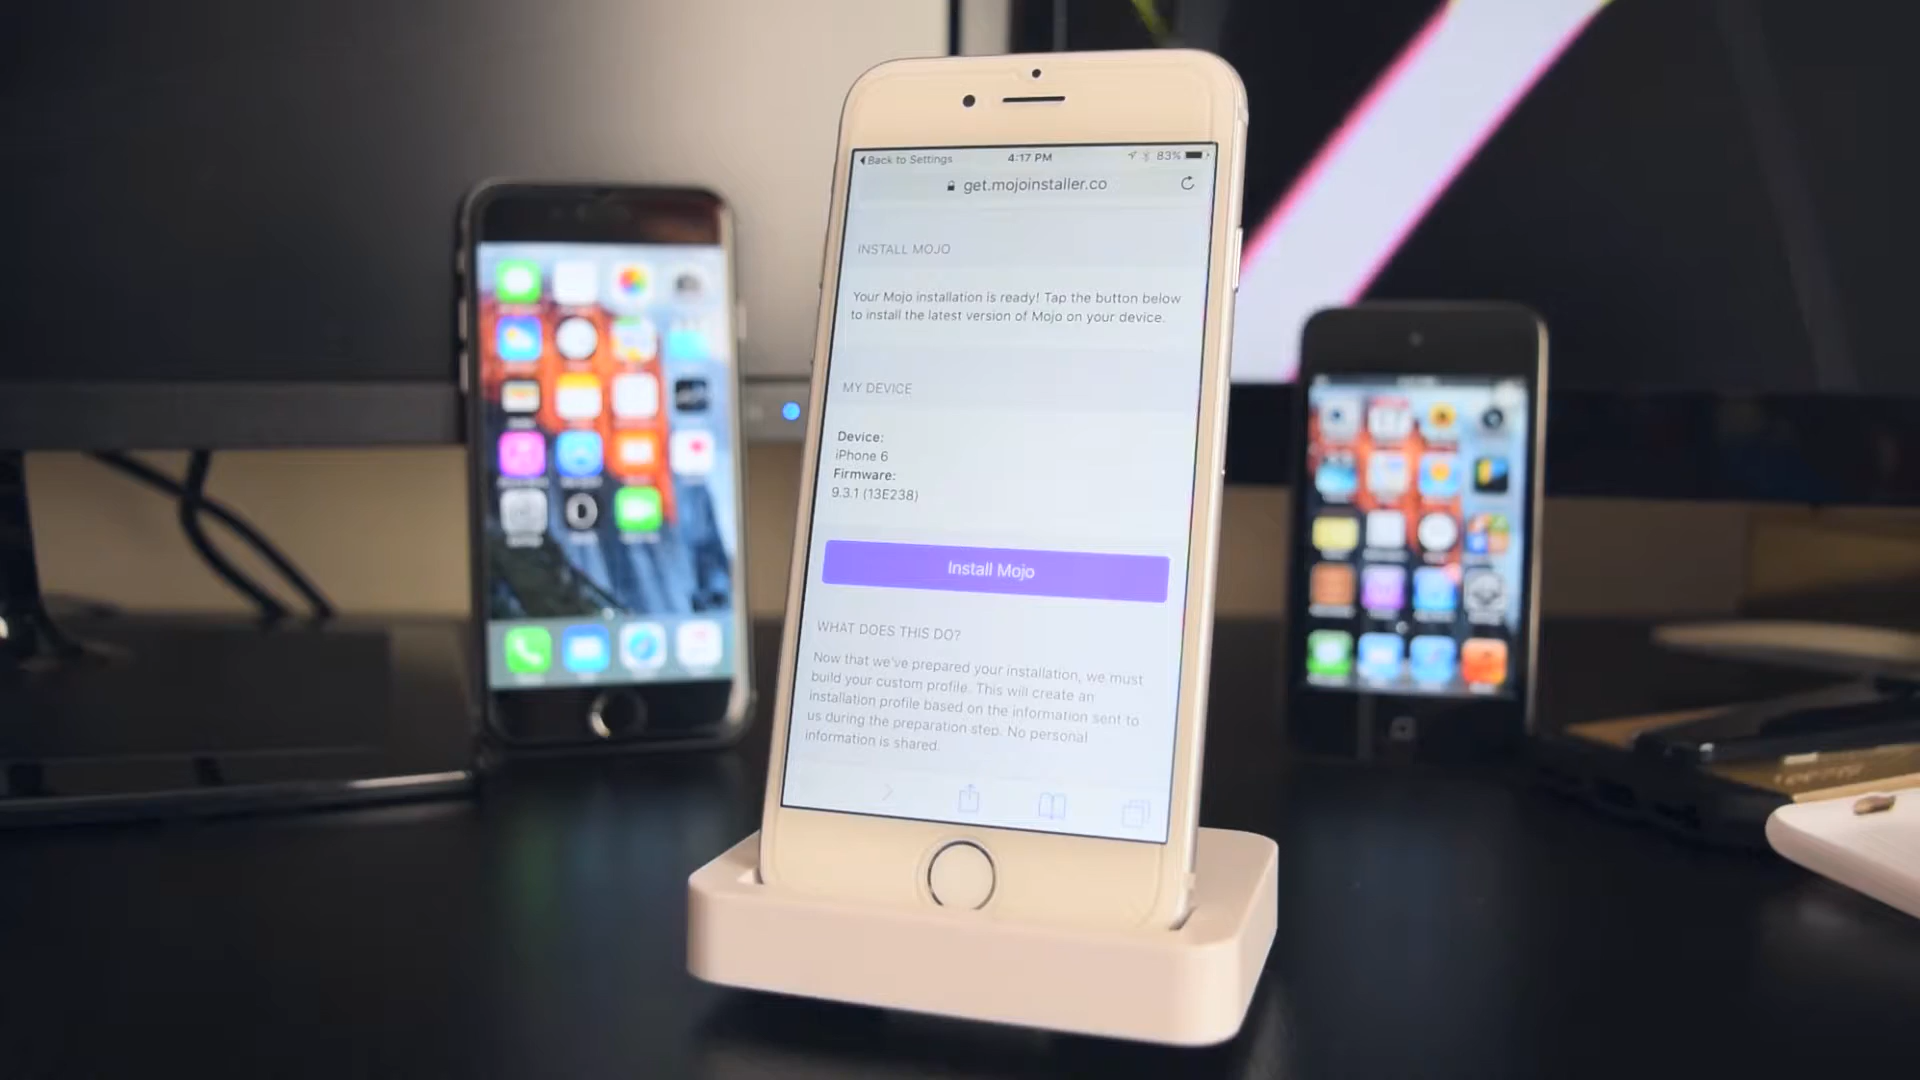 Back to Settings 4:17 PM 83%
get.mojoinstaller.co
INSTALL MOJO
Your Mojo installation is ready! Tap the button below
to install the latest version of Mojo on your device.
MY DEVICE
Device:
iPhone 6
Firmware:
9.3.1 (13E238)
Install Mojo
WHAT DOES THIS DO?
Now that we've prepared your installation, we must
build your custom profile. This will create an
installation profile based on the information sent to
us during the preparation step. No personal
information is shared.